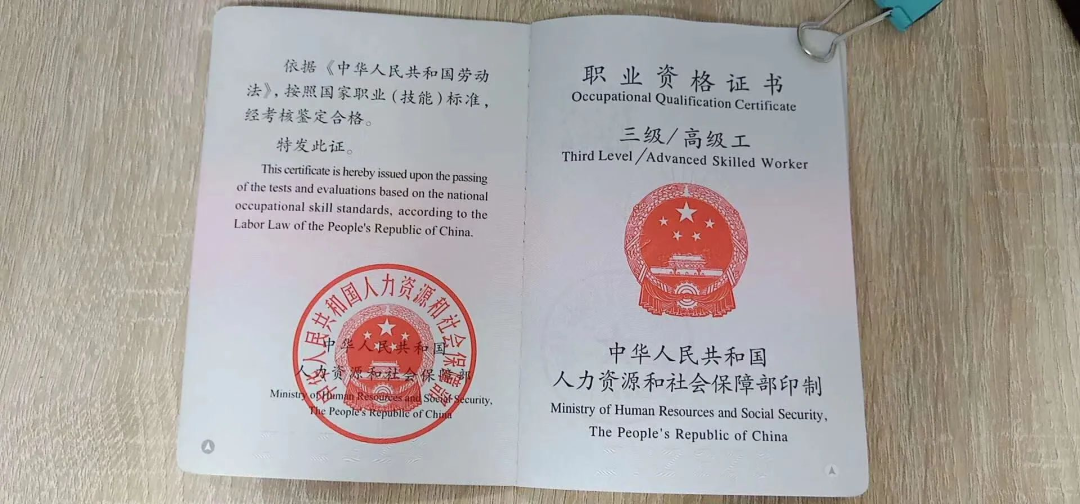 依据《中华人民共和国劳动
法》，按照国家职业（技能）标准，
经考核鉴定合格。
特发此证。
This certificate is hereby issued upon the passing
of the tests and evaluations based on the national
occupational skill standards, according to the
Labor Law of the People's Republic of China.
中华人民共和国人力资源和社会保障部
中华人民共和国
人力资源和社会保障部
Ministry of Human Resources and Social Security,
The People's Republic of China
职业资格证书
Occupational Qualification Certificate
三级/高级工
Third Level/Advanced Skilled Worker
中华人民共和国
人力资源和社会保障部印制
Ministry of Human Resources and Social Security,
The People's Republic of China